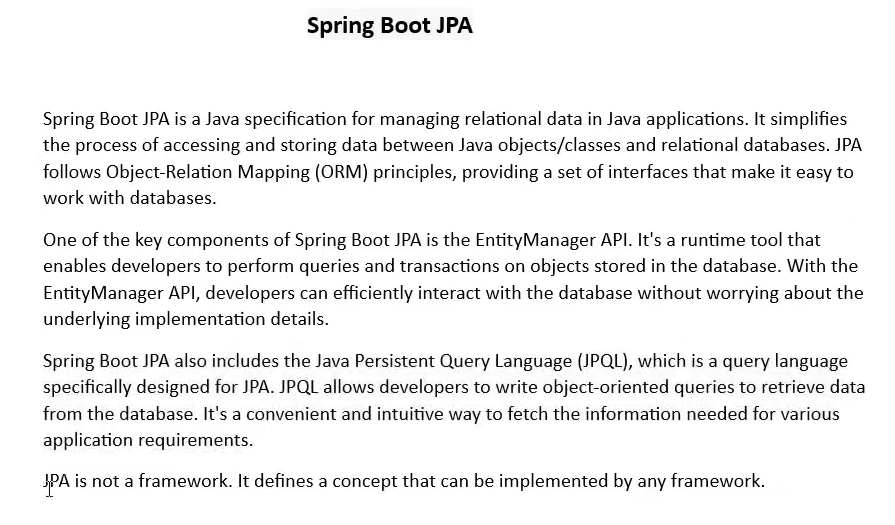 Spring Boot JPA
Spring Boot JPA is a Java specification for managing relational data in Java applications. It simplifies
the process of accessing and storing data between Java objects/classes and relational databases. JPA
follows Object-Relation Mapping (ORM) principles, providing a set of interfaces that make it easy to
work with databases.
One of the key components of Spring Boot JPA is the EntityManager API. It's a runtime tool that
enables developers to perform queries and transactions on objects stored in the database. With the
EntityManager API, developers can efficiently interact with the database without worrying about the
underlying implementation details.
Spring Boot JPA also includes the Java Persistent Query Language (JPQL), which is a query language
specifically designed for JPA. JPQL allows developers to write object-oriented queries to retrieve data
from the database. It's a convenient and intuitive way to fetch the information needed for various
application requirements.
JPA is not a framework. It defines a concept that can be implemented by any framework.